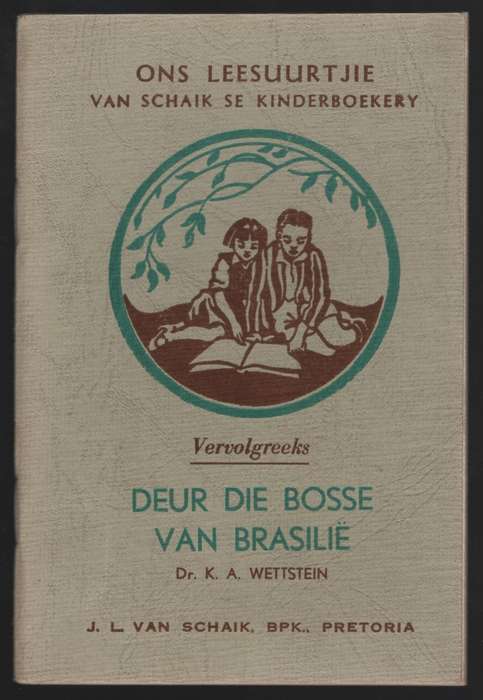 ONS LEESUURTJIE
VAN SCHAIK SE KINDERBOEKERY
Vervolgreeks
DEUR DIE BOSSE
VAN BRASILIË
Dr. K. A. WETTSTEIN
J. L. VAN SCHAIK, BPK., PRETORIA